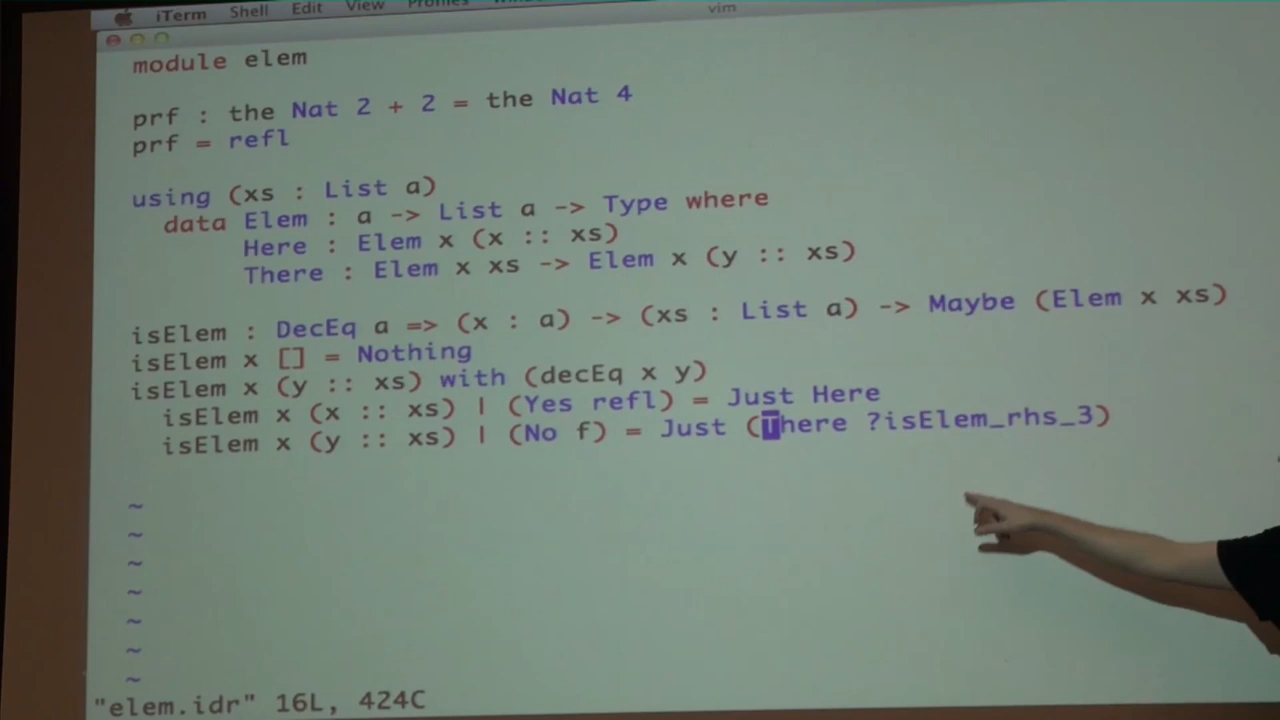 iTerm Shell Edit View
vim
module elem
prf : the Nat 2 + 2 = the Nat 4
prf = refl
using (xs : List a)
data Elem : a -> List a -> Type where
Here : Elem x (x :: xs)
There : Elem x xs -> Elem x (y :: xs)
isElem : DecEq a => (x : a) -> (xs : List a) -> Maybe (Elem x xs)
isElem x [] = Nothing
isElem x (y :: xs) with (decEq x y)
isElem x (x :: xs) | (Yes refl) = Just Here
isElem x (y :: xs) | (No f) = Just (There ?isElem_rhs_3)
~
~
~
~
~
~
~
"elem.idr" 16L, 424C